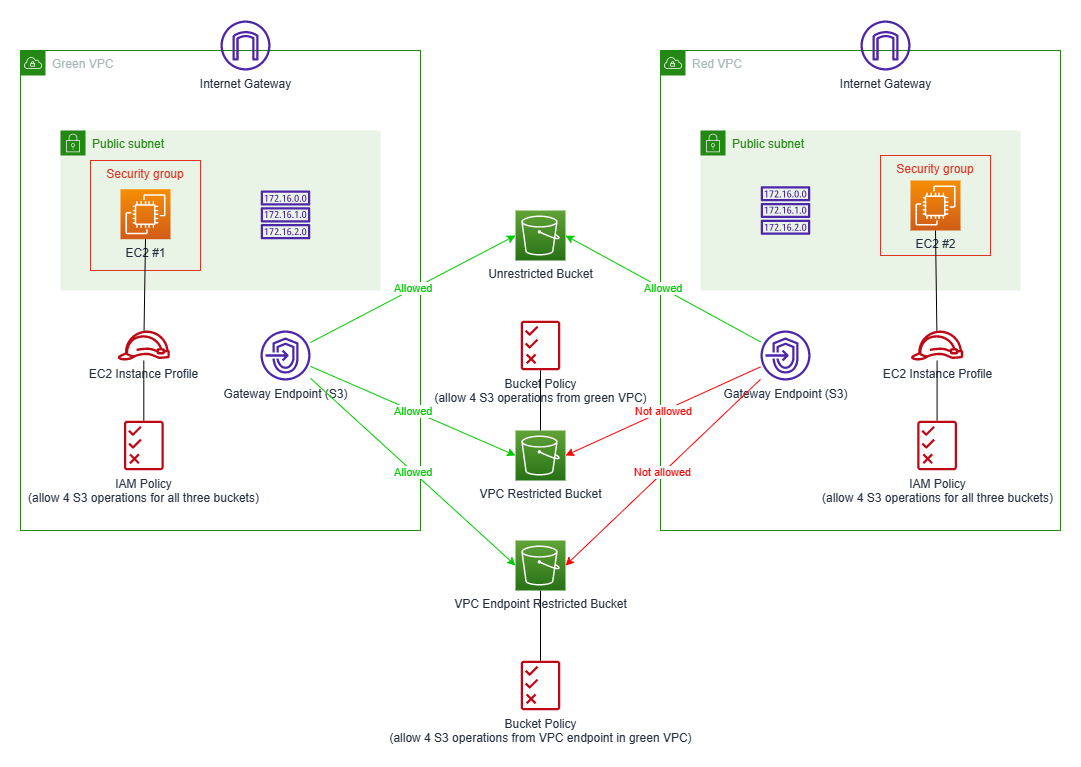 Green VPC
Internet Gateway
Public subnet
Security group
EC2 #1
172.16.0.0
172.16.1.0
172.16.2.0
EC2 Instance Profile
Gateway Endpoint (S3)
IAM Policy
(allow 4 S3 operations for all three buckets)
Allowed
Allowed
Allowed
Unrestricted Bucket
Bucket Policy
(allow 4 S3 operations from green VPC)
VPC Restricted Bucket
VPC Endpoint Restricted Bucket
Bucket Policy
(allow 4 S3 operations from VPC endpoint in green VPC)
Allowed
Not allowed
Not allowed
Red VPC
Internet Gateway
Public subnet
172.16.0.0
172.16.1.0
172.16.2.0
Security group
EC2 #2
Gateway Endpoint (S3)
EC2 Instance Profile
IAM Policy
(allow 4 S3 operations for all three buckets)